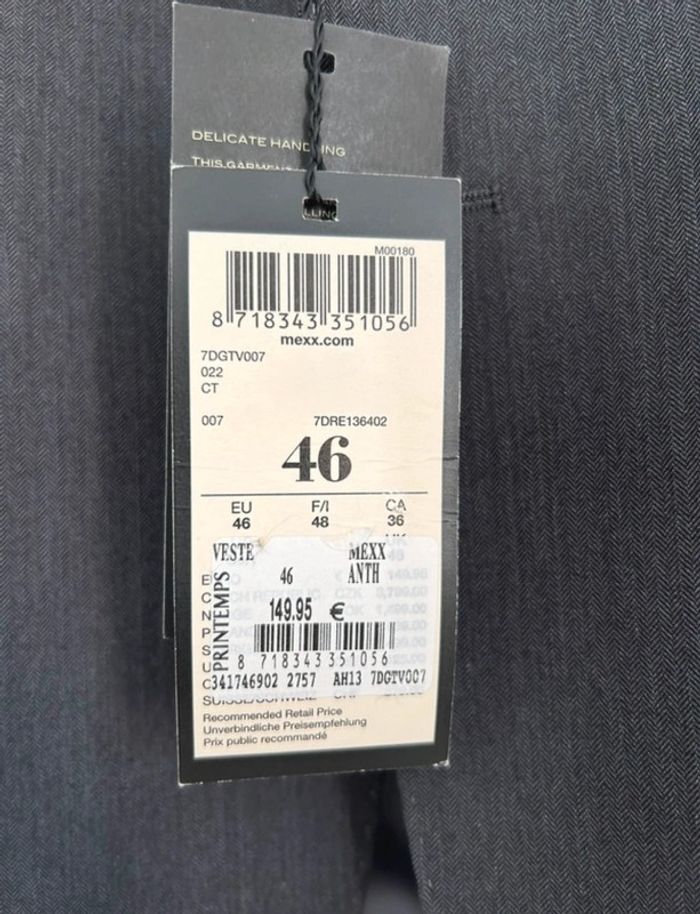 DELICATE HANDLING
THIS GARMENT
LLING
M00180
8 718343 351056
mexx.com
7DGTV007
022
CT
007 7DRE136402
46
EU F/I CA
46 48 36
UK
VESTE MEXX
46 ANTH
PRINTEMPS
149.95 €
8 718343 351056
341746902 2757 AH13 7DGTV007
Recommended Retail Price
Unverbindliche Preisempfehlung
Prix public recommandé